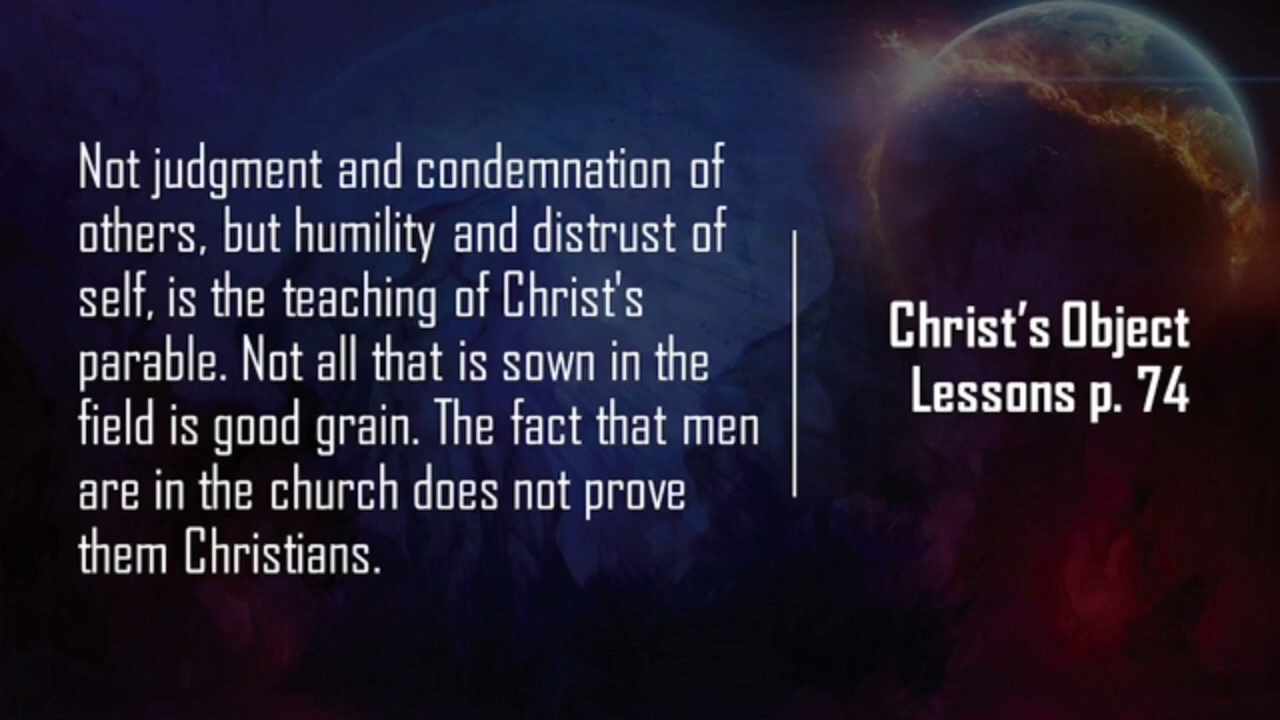 Not judgment and condemnation of
others, but humility and distrust of
self, is the teaching of Christ's
parable. Not all that is sown in the
field is good grain. The fact that men
are in the church does not prove
them Christians.
Christ’s Object
Lessons p. 74